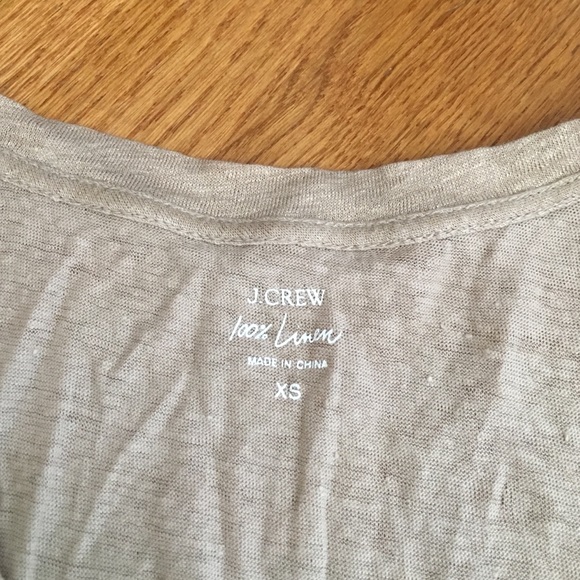 J.CREW
100% Linen
MADE IN CHINA
XS